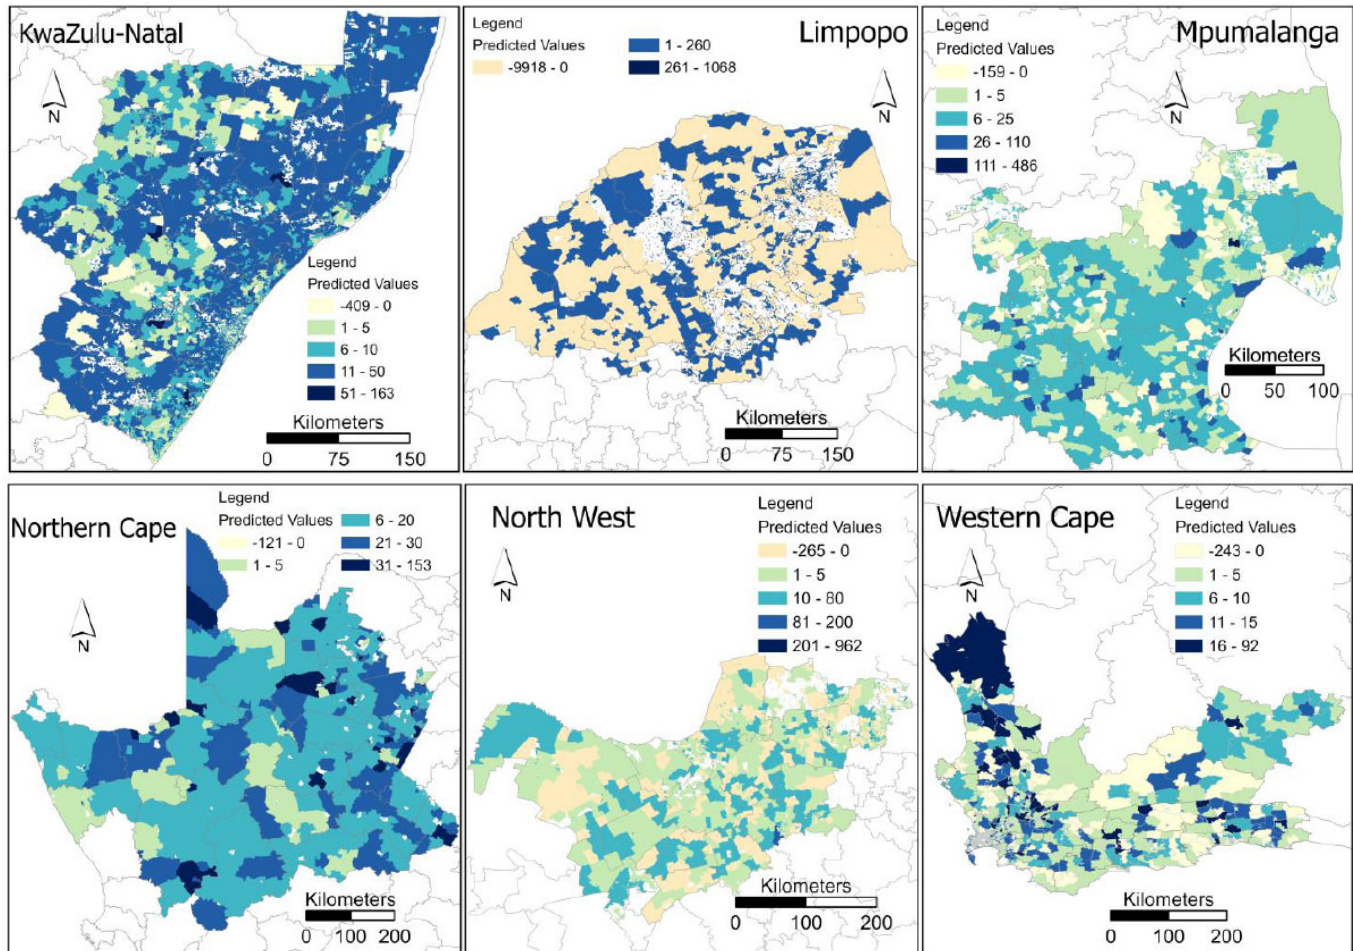 KwaZulu-Natal
N
Legend
Predicted Values
-409 - 0
1 - 5
6 - 10
11 - 50
51 - 163
Kilometers
0 75 150
Legend
Predicted Values
-9918 - 0
1 - 260
261 - 1068
Limpopo
N
Kilometers
0 75 150
Legend
Predicted Values
-159 - 0
1 - 5
6 - 25
26 - 110
111 - 486
Mpumalanga
N
Kilometers
0 50 100
Northern Cape
Legend
Predicted Values
-121 - 0
1 - 5
6 - 20
21 - 30
31 - 153
N
Kilometers
0 100 200
North West
N
Legend
Predicted Values
-265 - 0
1 - 5
10 - 80
81 - 200
201 - 962
Kilometers
0 100 200
Western Cape
N
Legend
Predicted Values
-243 - 0
1 - 5
6 - 10
11 - 15
16 - 92
Kilometers
0 100 200